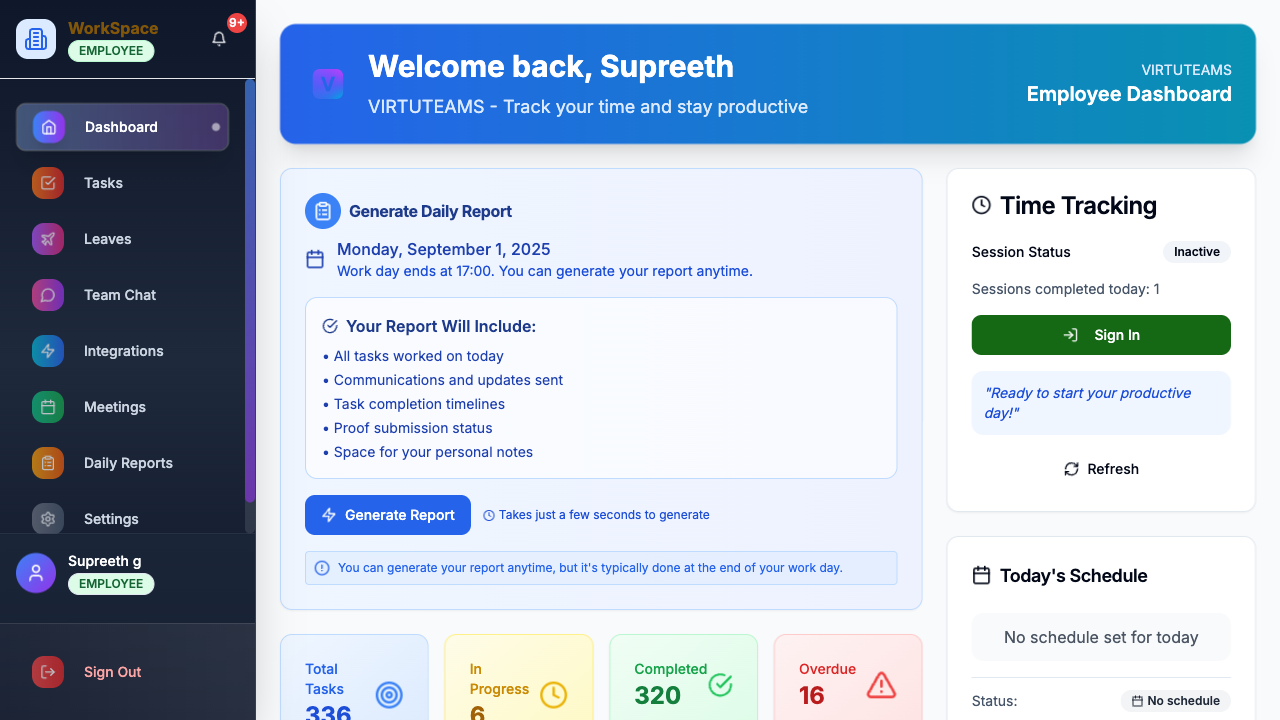 WorkSpace
EMPLOYEE
9+
Dashboard
Tasks
Leaves
Team Chat
Integrations
Meetings
Daily Reports
Settings
Supreeth g
EMPLOYEE
Sign Out
V
Welcome back, Supreeth
VIRTUTEAMS - Track your time and stay productive
VIRTUTEAMS
Employee Dashboard
Generate Daily Report
Monday, September 1, 2025
Work day ends at 17:00. You can generate your report anytime.
Your Report Will Include:
• All tasks worked on today
• Communications and updates sent
• Task completion timelines
• Proof submission status
• Space for your personal notes
Generate Report
Takes just a few seconds to generate
You can generate your report anytime, but it's typically done at the end of your work day.
Total
Tasks
336
In
Progress
6
Completed
320
Overdue
16
Time Tracking
Session Status
Inactive
Sessions completed today: 1
Sign In
"Ready to start your productive
day!"
Refresh
Today's Schedule
No schedule set for today
Status:
No schedule